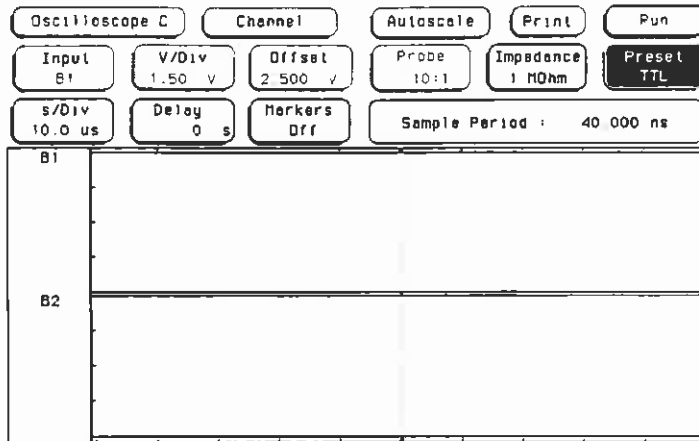 Oscilloscope C Channel Autoscale Print Run
Input V/Div Offset Probe Impedance Preset
B1 1.50 V 2.500 V 10:1 1 MOhm TTL
s/Div Delay Markers
10.0 us 0 s Off Sample Period : 40.000 ns
B1
B2